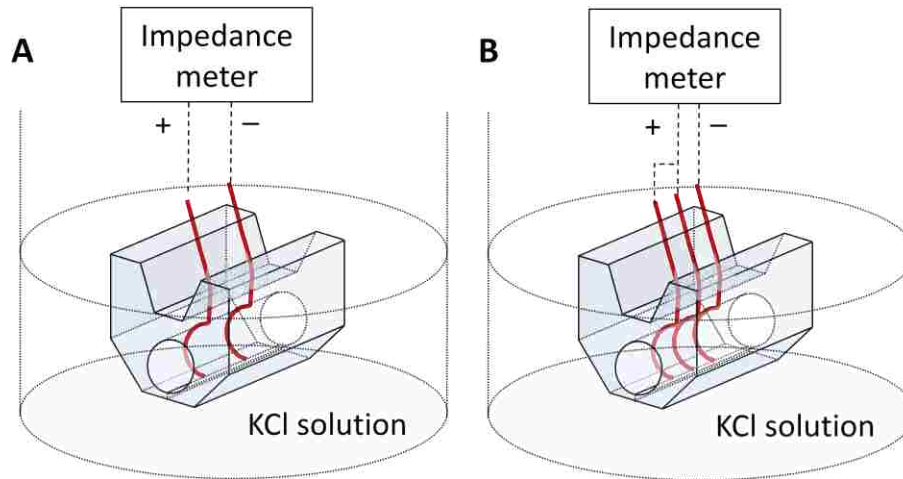 A
Impedance
meter
+ −
KCl solution
B
Impedance
meter
+ −
KCl solution